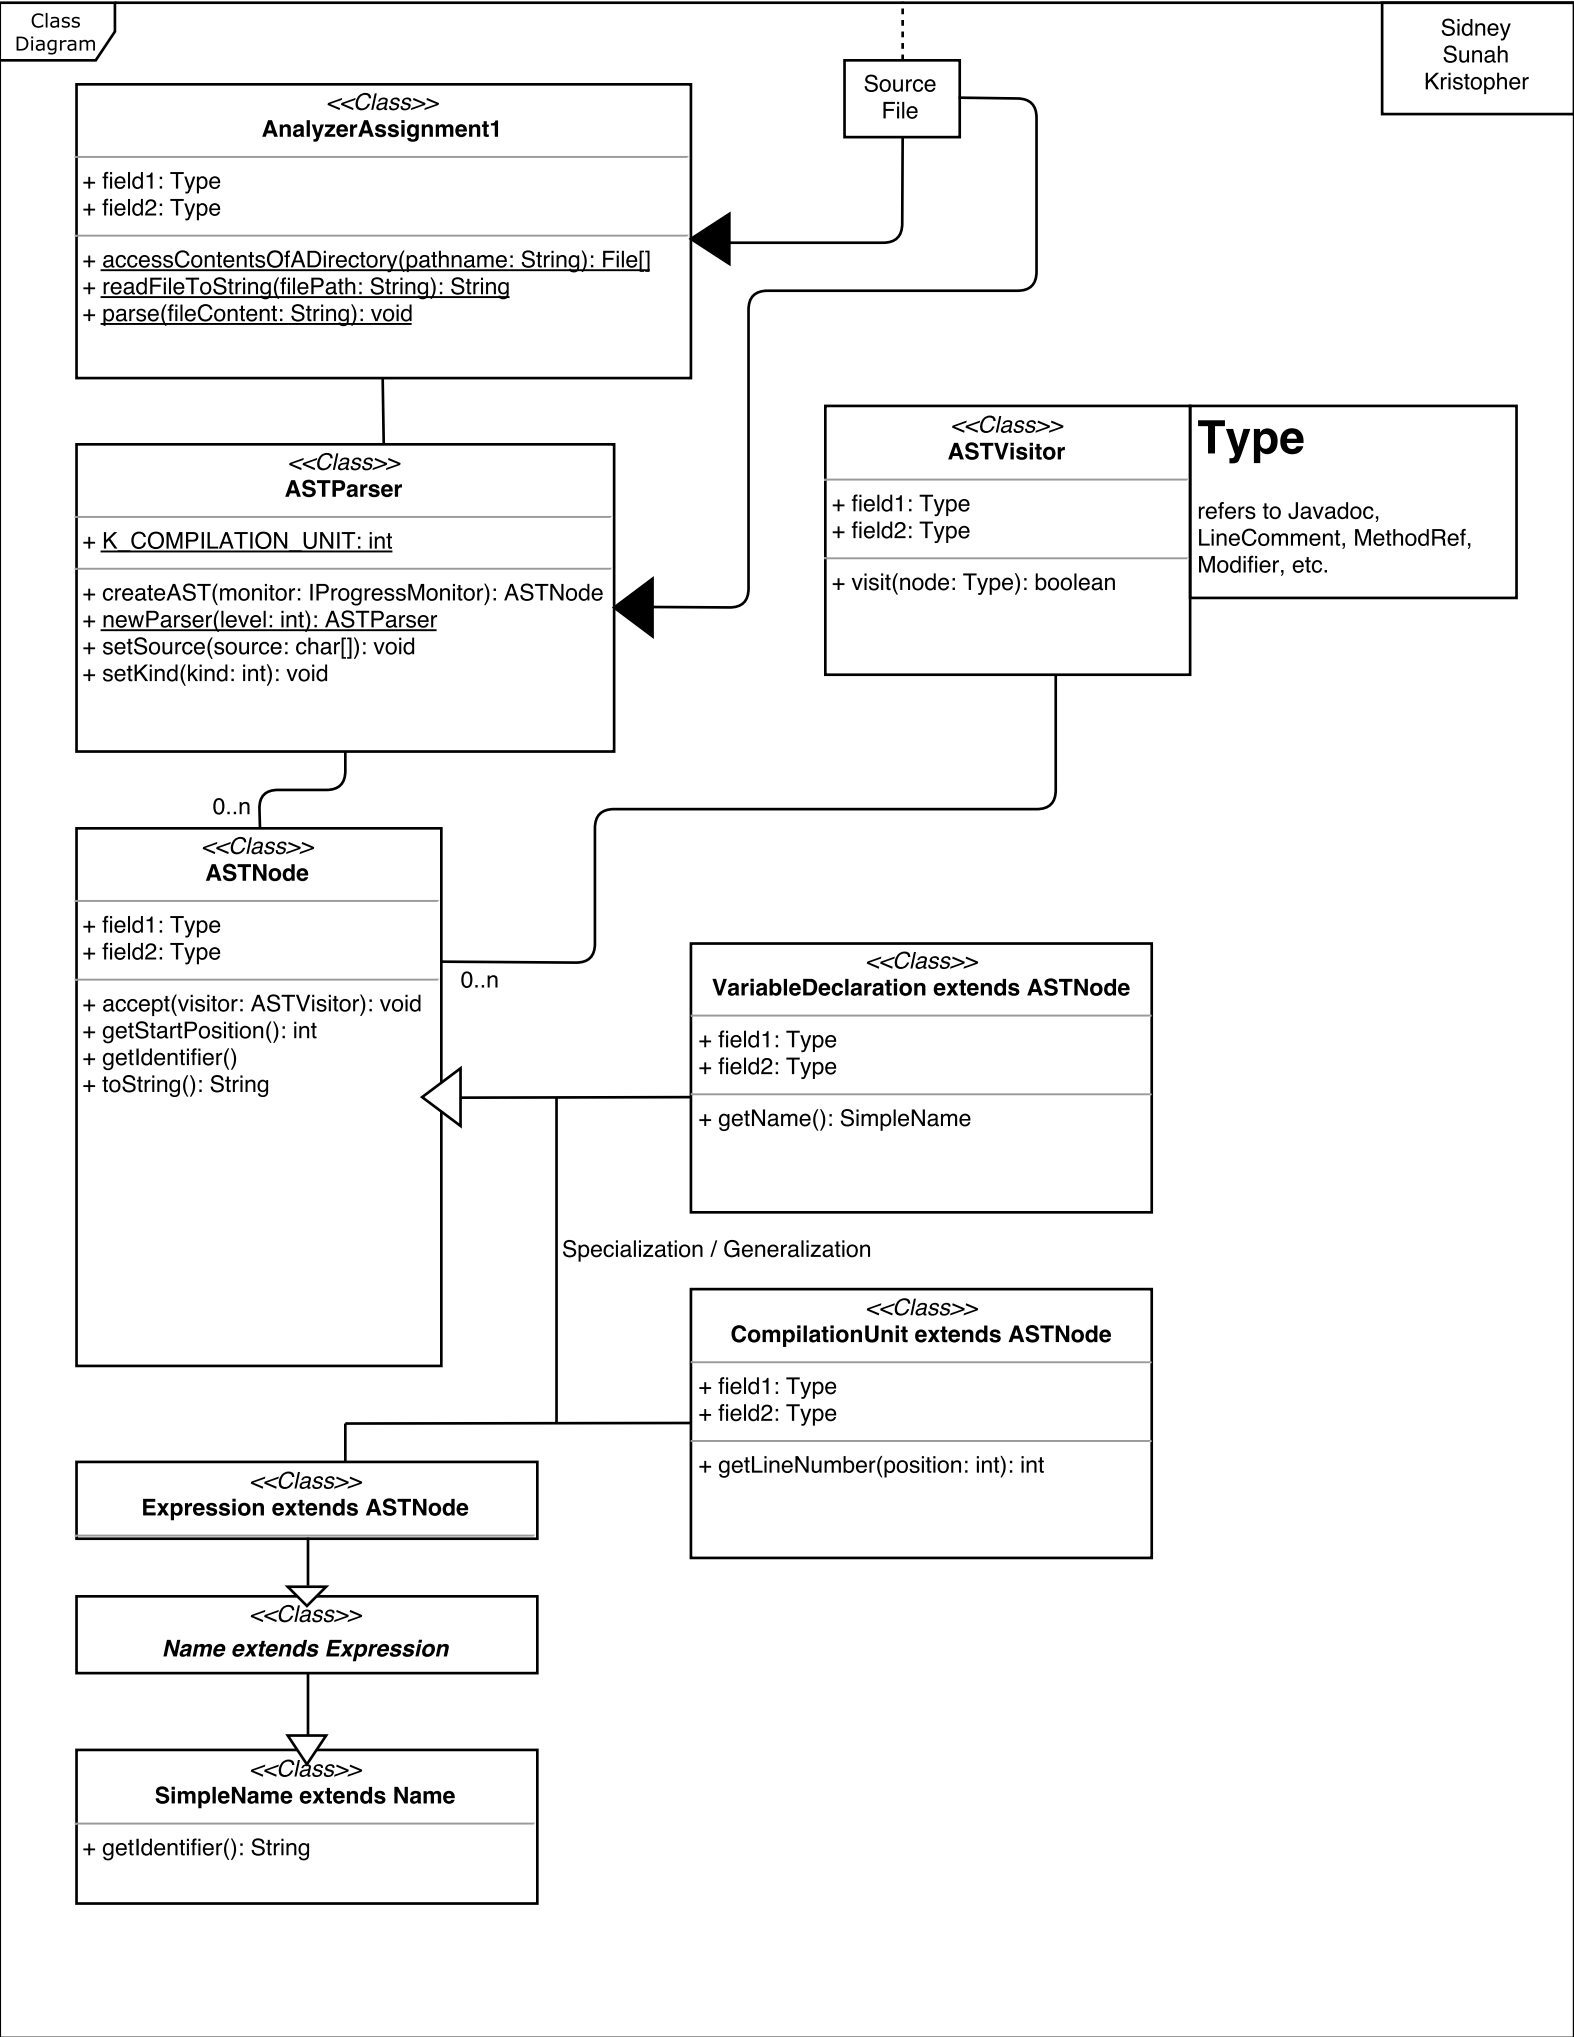 Class
Diagram
Sidney
Sunah
Kristopher
Source
File
<<Class>>
AnalyzerAssignment1
+ field1: Type
+ field2: Type
+ accessContentsOfADirectory(pathname: String): File[]
+ readFileToString(filePath: String): String
+ parse(fileContent: String): void
<<Class>>
ASTParser
+ K_COMPILATION_UNIT: int
+ createAST(monitor: IProgressMonitor): ASTNode
+ newParser(level: int): ASTParser
+ setSource(source: char[]): void
+ setKind(kind: int): void
<<Class>>
ASTVisitor
+ field1: Type
+ field2: Type
+ visit(node: Type): boolean
Type
refers to Javadoc,
LineComment, MethodRef,
Modifier, etc.
0..n
<<Class>>
ASTNode
+ field1: Type
+ field2: Type
+ accept(visitor: ASTVisitor): void
+ getStartPosition(): int
+ getIdentifier()
+ toString(): String
0..n
<<Class>>
VariableDeclaration extends ASTNode
+ field1: Type
+ field2: Type
+ getName(): SimpleName
Specialization / Generalization
<<Class>>
CompilationUnit extends ASTNode
+ field1: Type
+ field2: Type
+ getLineNumber(position: int): int
<<Class>>
Expression extends ASTNode
<<Class>>
Name extends Expression
<<Class>>
SimpleName extends Name
+ getIdentifier(): String